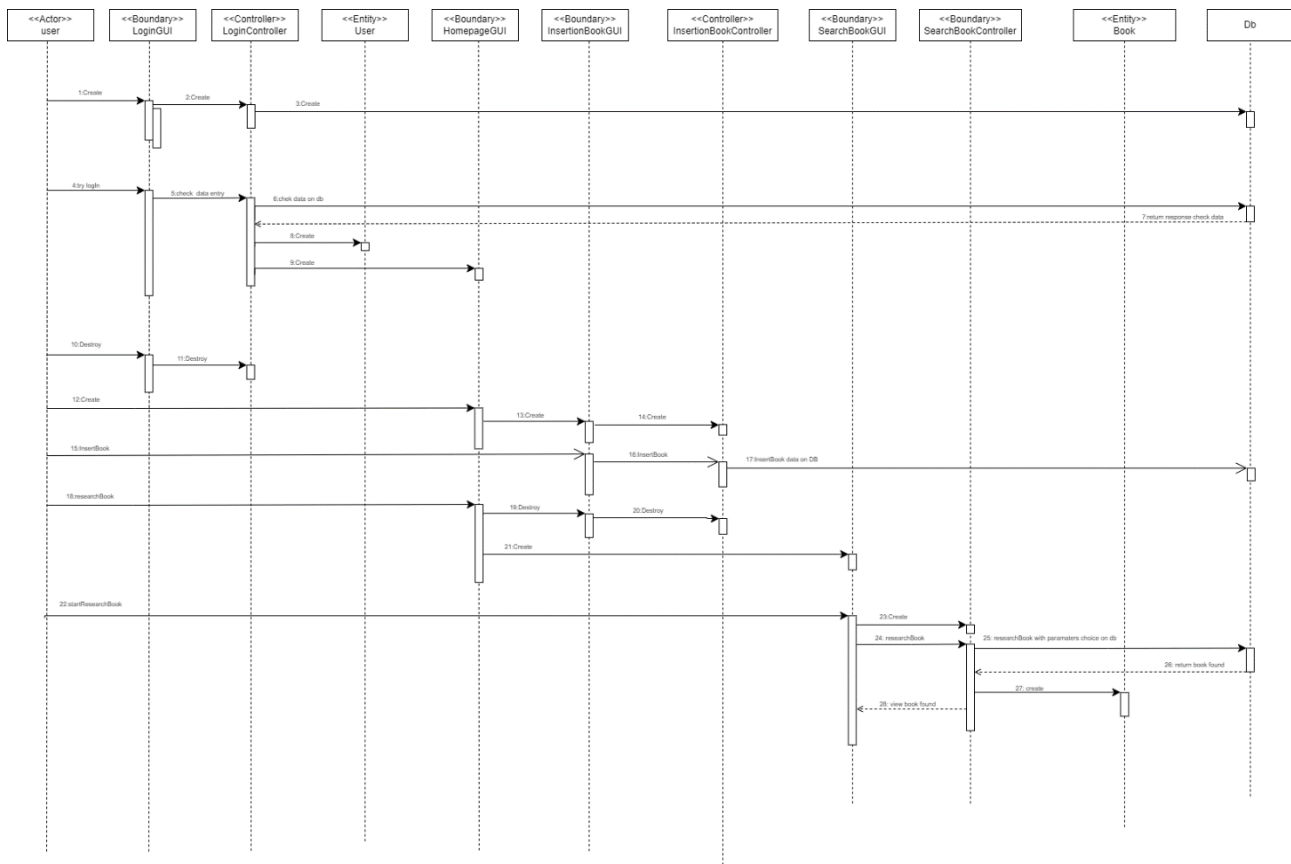 <<Actor>>
user
<<Boundary>>
LoginGUI
<<Controller>>
LoginController
<<Entity>>
User
<<Boundary>>
HomepageGUI
<<Boundary>>
InsertionBookGUI
<<Controller>>
InsertionBookController
<<Boundary>>
SearchBookGUI
<<Boundary>>
SearchBookController
<<Entity>>
Book
Db
1:Create
2:Create
3:Create
4:try logIn
5:check data entry
6:chek data on db
7:return response check data
8:Create
9:Create
10:Destroy
11:Destroy
12:Create
13:Create
14:Create
15:InsertBook
16:InsertBook
17:InsertBook data on DB
18:researchBook
19:Destroy
20:Destroy
21:Create
22:startResearchBook
23:Create
24: researchBook
25: researchBook with paramaters choice on db
26: return book found
27: create
28: view book found